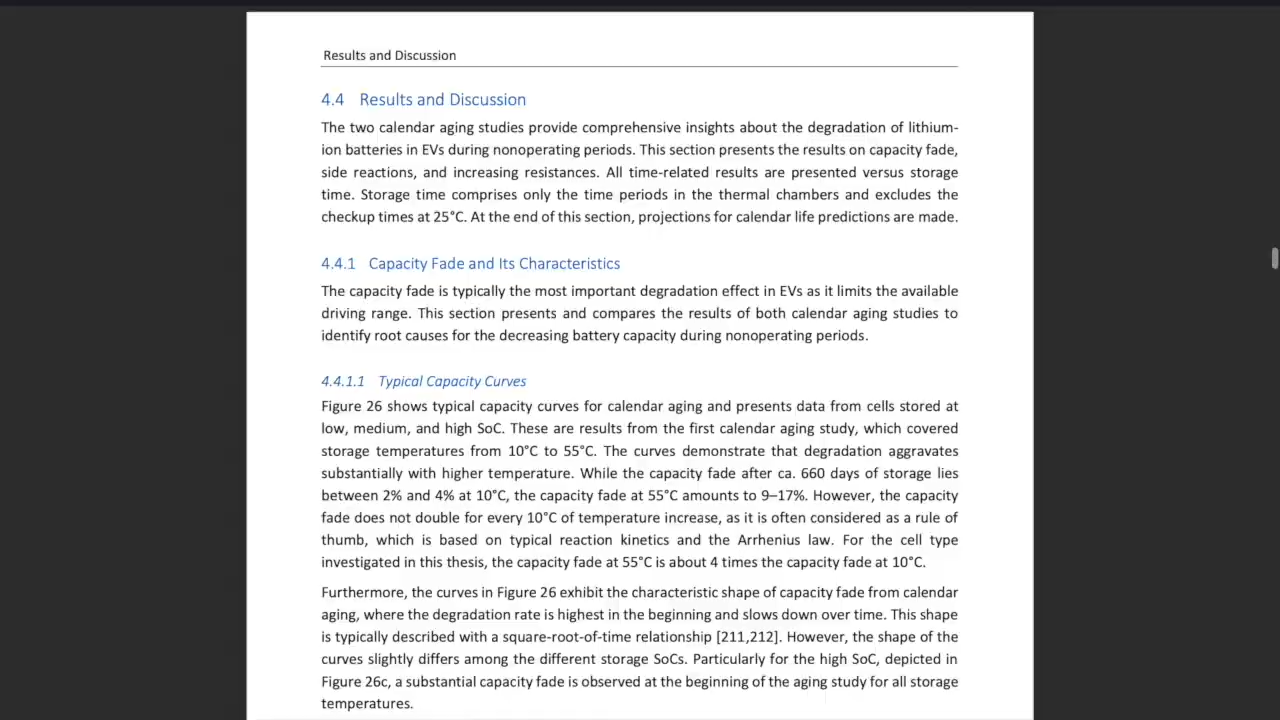 Results and Discussion
4.4 Results and Discussion
The two calendar aging studies provide comprehensive insights about the degradation of lithium-
ion batteries in EVs during nonoperating periods. This section presents the results on capacity fade,
side reactions, and increasing resistances. All time-related results are presented versus storage
time. Storage time comprises only the time periods in the thermal chambers and excludes the
checkup times at 25°C. At the end of this section, projections for calendar life predictions are made.
4.4.1 Capacity Fade and Its Characteristics
The capacity fade is typically the most important degradation effect in EVs as it limits the available
driving range. This section presents and compares the results of both calendar aging studies to
identify root causes for the decreasing battery capacity during nonoperating periods.
4.4.1.1 Typical Capacity Curves
Figure 26 shows typical capacity curves for calendar aging and presents data from cells stored at
low, medium, and high SoC. These are results from the first calendar aging study, which covered
storage temperatures from 10°C to 55°C. The curves demonstrate that degradation aggravates
substantially with higher temperature. While the capacity fade after ca. 660 days of storage lies
between 2% and 4% at 10°C, the capacity fade at 55°C amounts to 9–17%. However, the capacity
fade does not double for every 10°C of temperature increase, as it is often considered as a rule of
thumb, which is based on typical reaction kinetics and the Arrhenius law. For the cell type
investigated in this thesis, the capacity fade at 55°C is about 4 times the capacity fade at 10°C.
Furthermore, the curves in Figure 26 exhibit the characteristic shape of capacity fade from calendar
aging, where the degradation rate is highest in the beginning and slows down over time. This shape
is typically described with a square-root-of-time relationship [211,212]. However, the shape of the
curves slightly differs among the different storage SoCs. Particularly for the high SoC, depicted in
Figure 26c, a substantial capacity fade is observed at the beginning of the aging study for all storage
temperatures.